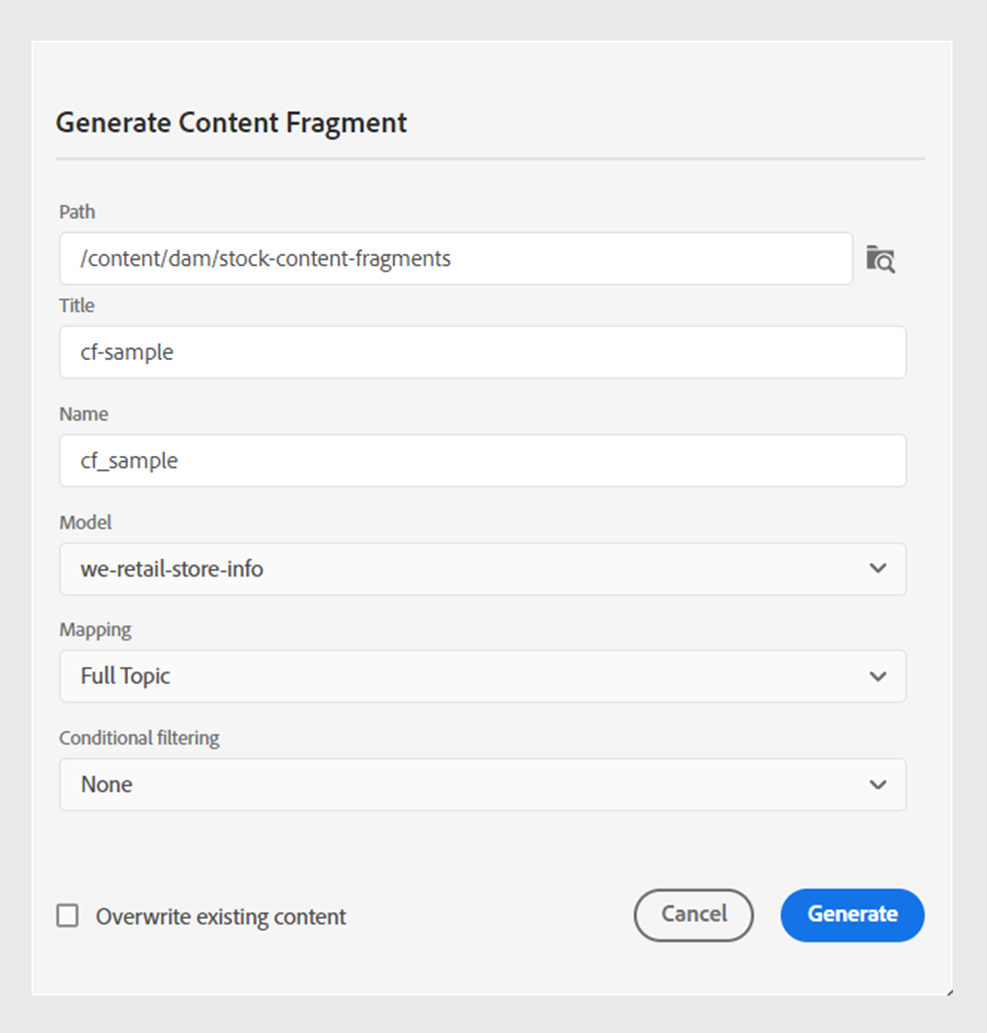 Generate Content Fragment
Path
/content/dam/stock-content-fragments
Title
cf-sample
Name
cf_sample
Model
we-retail-store-info
Mapping
Full Topic
Conditional filtering
None
Overwrite existing content
Cancel
Generate